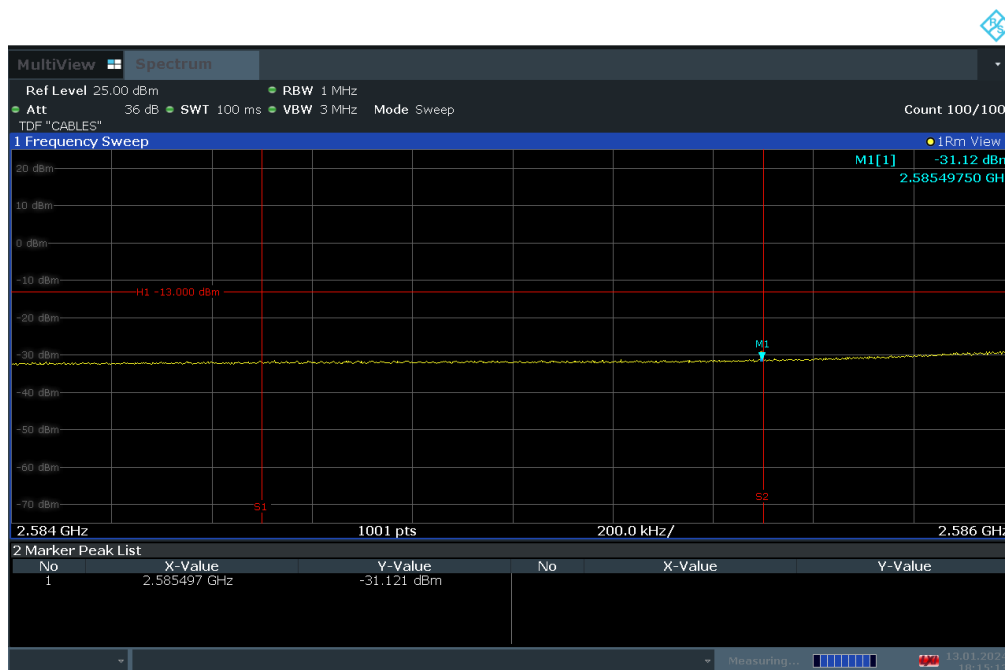 R S
MultiView Spectrum
Ref Level 25.00 dBm RBW 1 MHz
Att 36 dB SWT 100 ms VBW 3 MHz Mode Sweep Count 100/100
TDF "CABLES"
1 Frequency Sweep 1Rm View
M1[1] -31.12 dBm
2.58549750 GH
20 dBm
10 dBm
0 dBm
-10 dBm
H1 -13.000 dBm
-20 dBm
M1
-30 dBm
-40 dBm
-50 dBm
-60 dBm
S2
-70 dBm
S1
2.584 GHz 1001 pts 200.0 kHz/ 2.586 GHz
2 Marker Peak List
No X-Value Y-Value No X-Value Y-Value
1 2.585497 GHz -31.121 dBm
Measuring... 13.01.2024